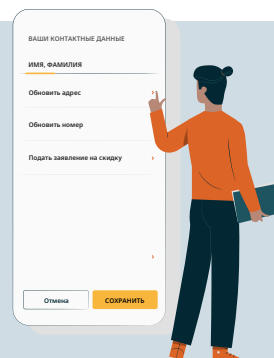 ВАШИ КОНТАКТНЫЕ ДАННЫЕ
ИМЯ, ФАМИЛИЯ
Обновить адрес
Обновить номер
Подать заявление на скидку
Отмена СОХРАНИТЬ